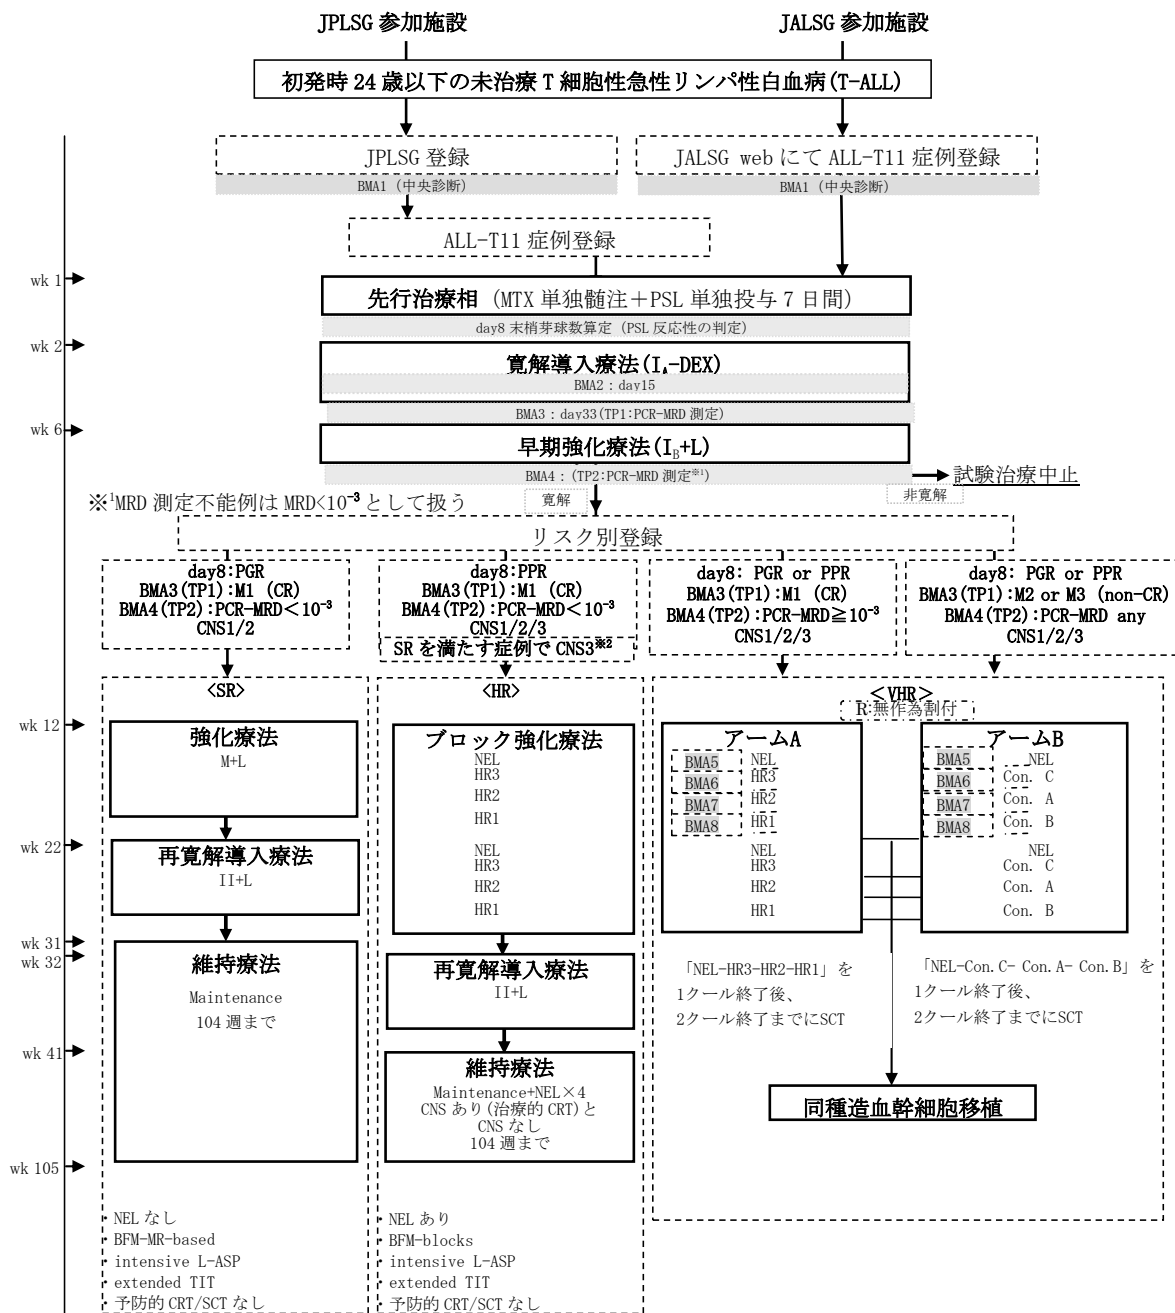 JPLSG 参加施設
JALSG 参加施設
初発時 24 歳以下の未治療 T 細胞性急性リンパ性白血病(T-ALL)
JPLSG 登録
BMA1（中央診断）
JALSG web にて ALL-T11 症例登録
BMA1（中央診断）
ALL-T11 症例登録
wk 1
先行治療相（MTX 単独髄注＋PSL 単独投与 7 日間）
day8 末梢芽球数算定（PSL 反応性の判定）
wk 2
寛解導入療法(IA-DEX)
BMA2：day15
BMA3：day33(TP1:PCR-MRD 測定)
wk 6
早期強化療法(IB+L)
BMA4：(TP2:PCR-MRD 測定※1)
試験治療中止
※1MRD 測定不能例は MRD<10-3 として扱う
寛解
非寛解
リスク別登録
day8:PGR
BMA3(TP1):M1 (CR)
BMA4(TP2):PCR-MRD＜10-3
CNS1/2
day8:PPR
BMA3(TP1):M1 (CR)
BMA4(TP2):PCR-MRD＜10-3
CNS1/2/3
SR を満たす症例で CNS3※2
day8: PGR or PPR
BMA3(TP1):M1 (CR)
BMA4(TP2):PCR-MRD≧10-3
CNS1/2/3
day8: PGR or PPR
BMA3(TP1):M2 or M3 (non-CR)
BMA4(TP2):PCR-MRD any
CNS1/2/3
<SR>
wk 12
強化療法
M+L
wk 22
再寛解導入療法
II+L
wk 31
wk 32
維持療法
Maintenance
104 週まで
wk 41
wk 105
・NEL なし
・BFM-MR-based
・intensive L-ASP
・extended TIT
・予防的 CRT/SCT なし
<HR>
ブロック強化療法
NEL
HR3
HR2
HR1
NEL
HR3
HR2
HR1
再寛解導入療法
II+L
維持療法
Maintenance+NEL×4
CNS あり(治療的 CRT)と
CNS なし
104 週まで
・NEL あり
・BFM-blocks
・intensive L-ASP
・extended TIT
・予防的 CRT/SCT なし
＜VHR＞
R:無作為割付
アームA
BMA5 NEL
BMA6 HR3
BMA7 HR2
BMA8 HR1
NEL
HR3
HR2
HR1
「NEL-HR3-HR2-HR1」を
1クール終了後、
2クール終了までにSCT
アームB
BMA5 NEL
BMA6 Con. C
BMA7 Con. A
BMA8 Con. B
NEL
Con. C
Con. A
Con. B
「NEL-Con.C- Con.A- Con.B」を
1クール終了後、
2クール終了までにSCT
同種造血幹細胞移植